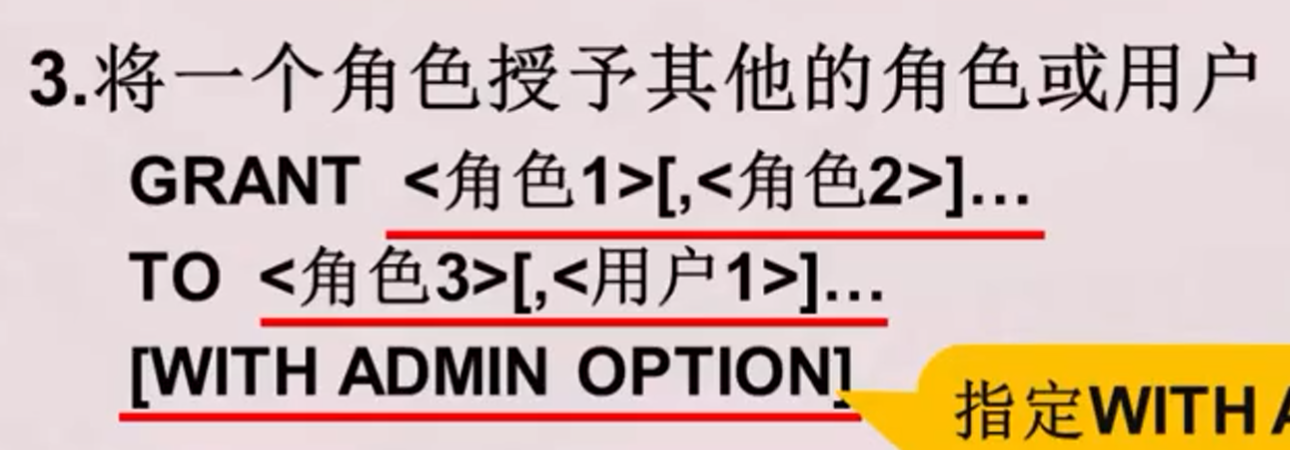 3.将一个角色授予其他的角色或用户
GRANT <角色1>[,<角色2>]…
TO <角色3>[,<用户1>]…
[WITH ADMIN OPTION]
指定WITH A